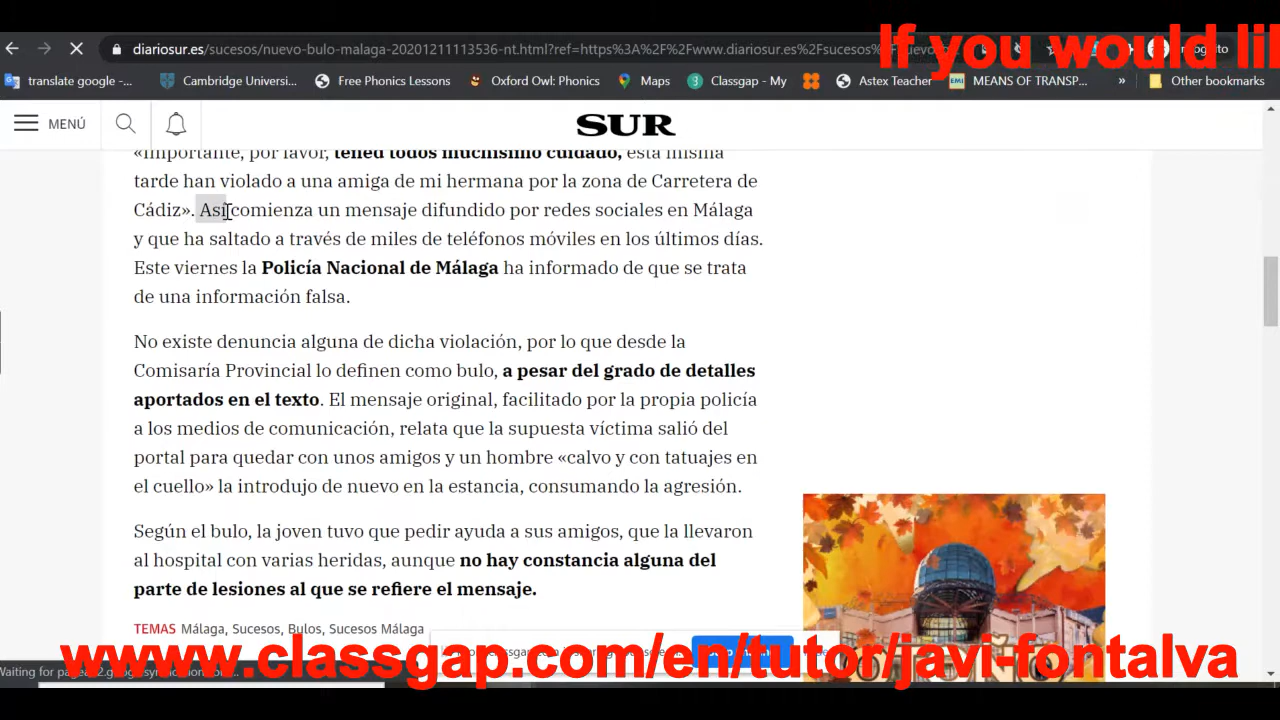 If you would li
diariosur.es/sucesos/nuevo-bulo-malaga-20201211113536-nt.html?ref=https%3A%2F%2Fwww.diariosur.es%2Fsucesos%
translate google -...
Cambridge Universi...
Free Phonics Lessons
Oxford Owl: Phonics
Maps
Classgap - My
Astex Teacher
MEANS OF TRANSP...
»
Other bookmarks
MENÚ
SUR
«Importante, por favor, tened todos muchísimo cuidado, esta misma
tarde han violado a una amiga de mi hermana por la zona de Carretera de
Cádiz». Así comienza un mensaje difundido por redes sociales en Málaga
y que ha saltado a través de miles de teléfonos móviles en los últimos días.
Este viernes la Policía Nacional de Málaga ha informado de que se trata
de una información falsa.
No existe denuncia alguna de dicha violación, por lo que desde la
Comisaría Provincial lo definen como bulo, a pesar del grado de detalles
aportados en el texto. El mensaje original, facilitado por la propia policía
a los medios de comunicación, relata que la supuesta víctima salió del
portal para quedar con unos amigos y un hombre «calvo y con tatuajes en
el cuello» la introdujo de nuevo en la estancia, consumando la agresión.
Según el bulo, la joven tuvo que pedir ayuda a sus amigos, que la llevaron
al hospital con varias heridas, aunque no hay constancia alguna del
parte de lesiones al que se refiere el mensaje.
TEMAS Málaga, Sucesos, Bulos, Sucesos Málaga
www.classgap.com/en/tutor/javi-fontalva